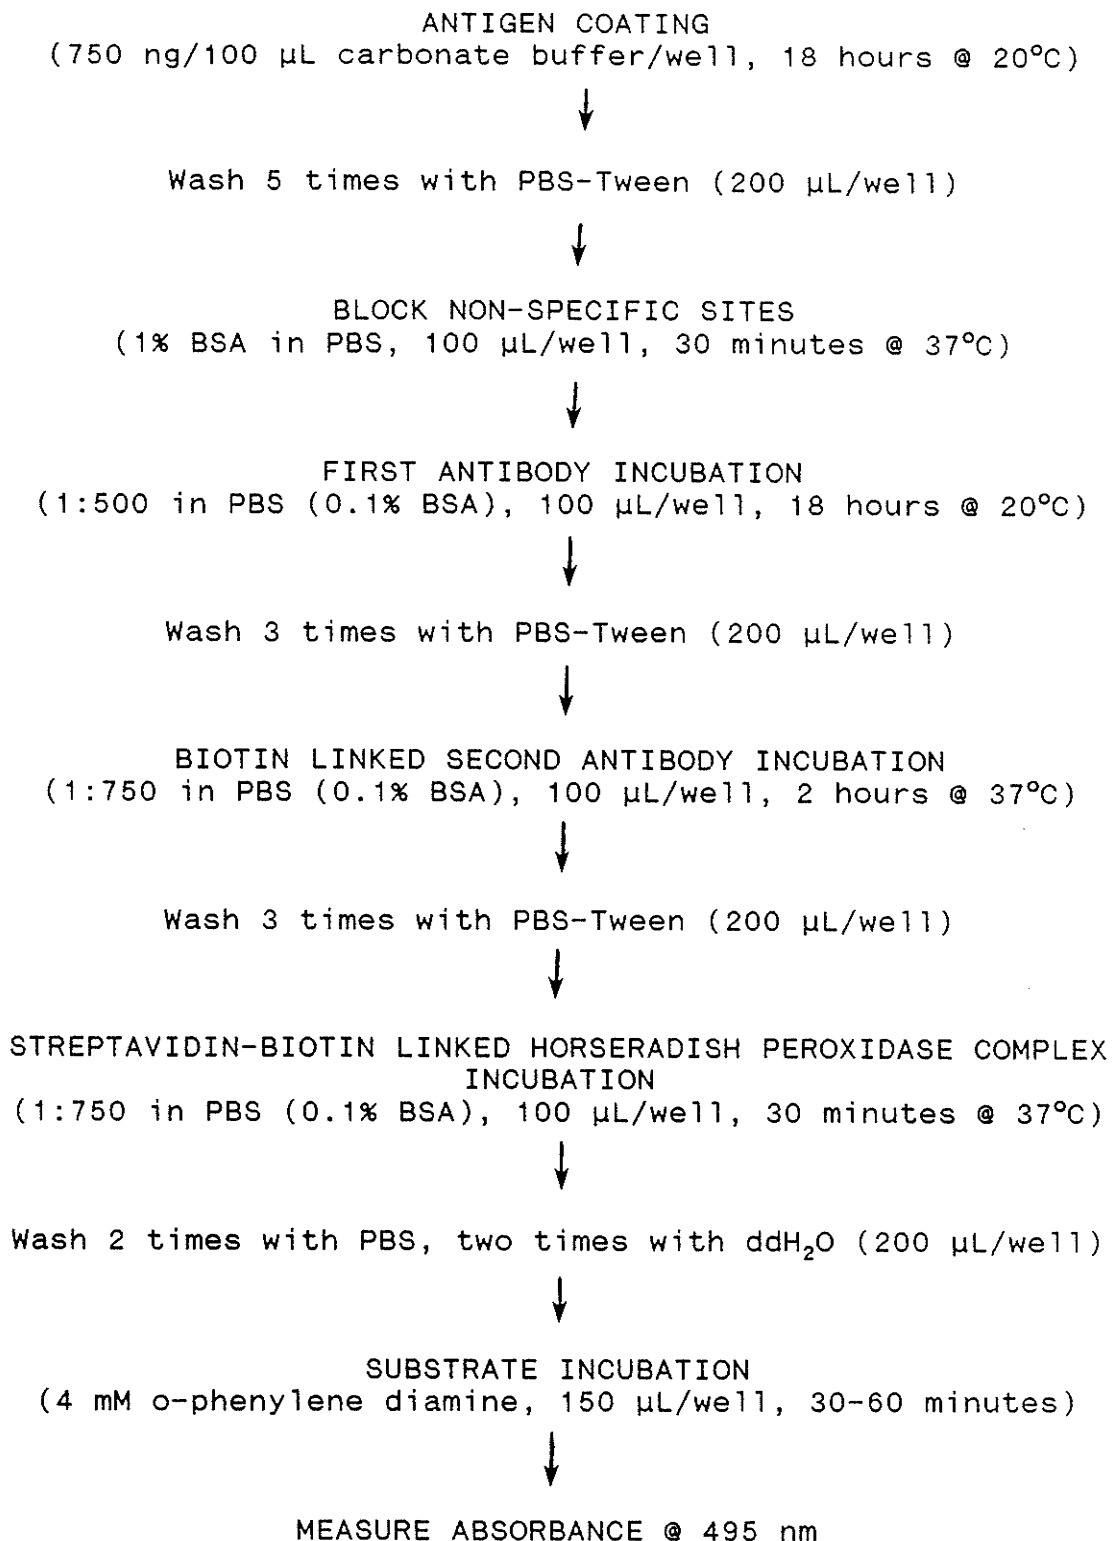 ANTIGEN COATING
(750 ng/100 µL carbonate buffer/well, 18 hours @ 20°C)
Wash 5 times with PBS-Tween (200 µL/well)
BLOCK NON-SPECIFIC SITES
(1% BSA in PBS, 100 µL/well, 30 minutes @ 37°C)
FIRST ANTIBODY INCUBATION
(1:500 in PBS (0.1% BSA), 100 µL/well, 18 hours @ 20°C)
Wash 3 times with PBS-Tween (200 µL/well)
BIOTIN LINKED SECOND ANTIBODY INCUBATION
(1:750 in PBS (0.1% BSA), 100 µL/well, 2 hours @ 37°C)
Wash 3 times with PBS-Tween (200 µL/well)
STREPTAVIDIN-BIOTIN LINKED HORSERADISH PEROXIDASE COMPLEX
INCUBATION
(1:750 in PBS (0.1% BSA), 100 µL/well, 30 minutes @ 37°C)
Wash 2 times with PBS, two times with ddH₂O (200 µL/well)
SUBSTRATE INCUBATION
(4 mM o-phenylene diamine, 150 µL/well, 30-60 minutes)
MEASURE ABSORBANCE @ 495 nm